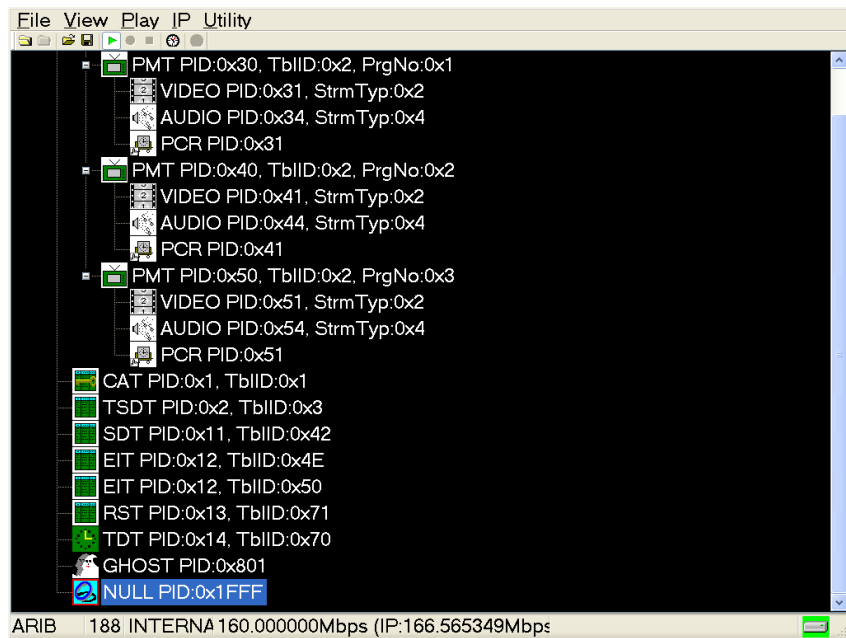 File View Play IP Utility
PMT PID:0x30, TblID:0x2, PrgNo:0x1
VIDEO PID:0x31, StrmTyp:0x2
AUDIO PID:0x34, StrmTyp:0x4
PCR PID:0x31
PMT PID:0x40, TblID:0x2, PrgNo:0x2
VIDEO PID:0x41, StrmTyp:0x2
AUDIO PID:0x44, StrmTyp:0x4
PCR PID:0x41
PMT PID:0x50, TblID:0x2, PrgNo:0x3
VIDEO PID:0x51, StrmTyp:0x2
AUDIO PID:0x54, StrmTyp:0x4
PCR PID:0x51
CAT PID:0x1, TblID:0x1
TSDT PID:0x2, TblID:0x3
SDT PID:0x11, TblID:0x42
EIT PID:0x12, TblID:0x4E
EIT PID:0x12, TblID:0x50
RST PID:0x13, TblID:0x71
TDT PID:0x14, TblID:0x70
GHOST PID:0x801
NULL PID:0x1FFF
ARIB 188 INTERNA 160.000000Mbps (IP:166.565349Mbps